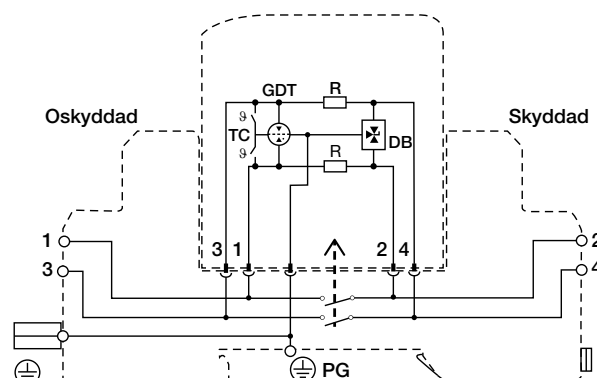 GDT R
Oskyddad ϑ Skyddad
TC DB
ϑ R
1 3 1 2 4 2
3 4
PG